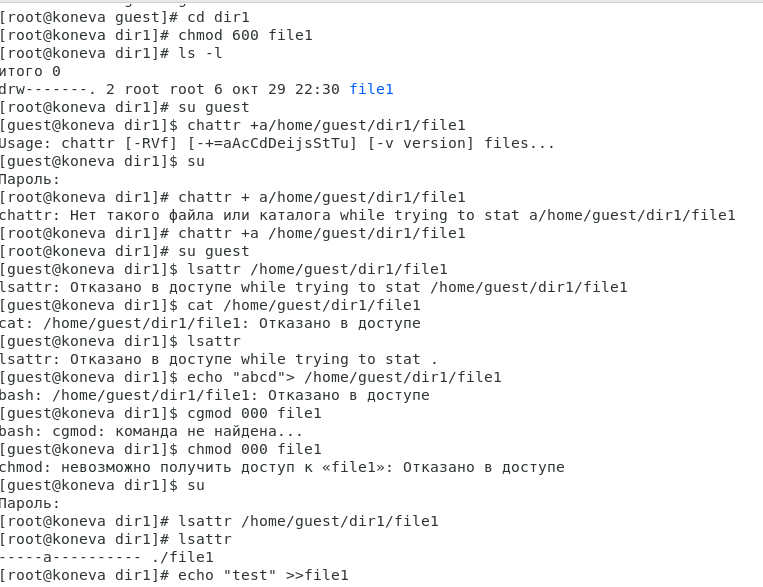 [root@koneva guest]# cd dir1
[root@koneva dir1]# chmod 600 file1
[root@koneva dir1]# ls -l
итого 0
drw-------. 2 root root 6 окт 29 22:30 file1
[root@koneva dir1]# su guest
[guest@koneva dir1]$ chattr +a/home/guest/dir1/file1
Usage: chattr [-RVf] [-+=aAcCdDeijsStTu] [-v version] files...
[guest@koneva dir1]$ su
Пароль:
[root@koneva dir1]# chattr + a/home/guest/dir1/file1
chattr: Нет такого файла или каталога while trying to stat a/home/guest/dir1/file1
[root@koneva dir1]# chattr +a /home/guest/dir1/file1
[root@koneva dir1]# su guest
[guest@koneva dir1]$ lsattr /home/guest/dir1/file1
lsattr: Отказано в доступе while trying to stat /home/guest/dir1/file1
[guest@koneva dir1]$ cat /home/guest/dir1/file1
cat: /home/guest/dir1/file1: Отказано в доступе
[guest@koneva dir1]$ lsattr
lsattr: Отказано в доступе while trying to stat .
[guest@koneva dir1]$ echo "abcd"> /home/guest/dir1/file1
bash: /home/guest/dir1/file1: Отказано в доступе
[guest@koneva dir1]$ cgmod 000 file1
bash: cgmod: команда не найдена...
[guest@koneva dir1]$ chmod 000 file1
chmod: невозможно получить доступ к «file1»: Отказано в доступе
[guest@koneva dir1]$ su
Пароль:
[root@koneva dir1]# lsattr /home/guest/dir1/file1
[root@koneva dir1]# lsattr
-----a---------- ./file1
[root@koneva dir1]# echo "test" >>file1